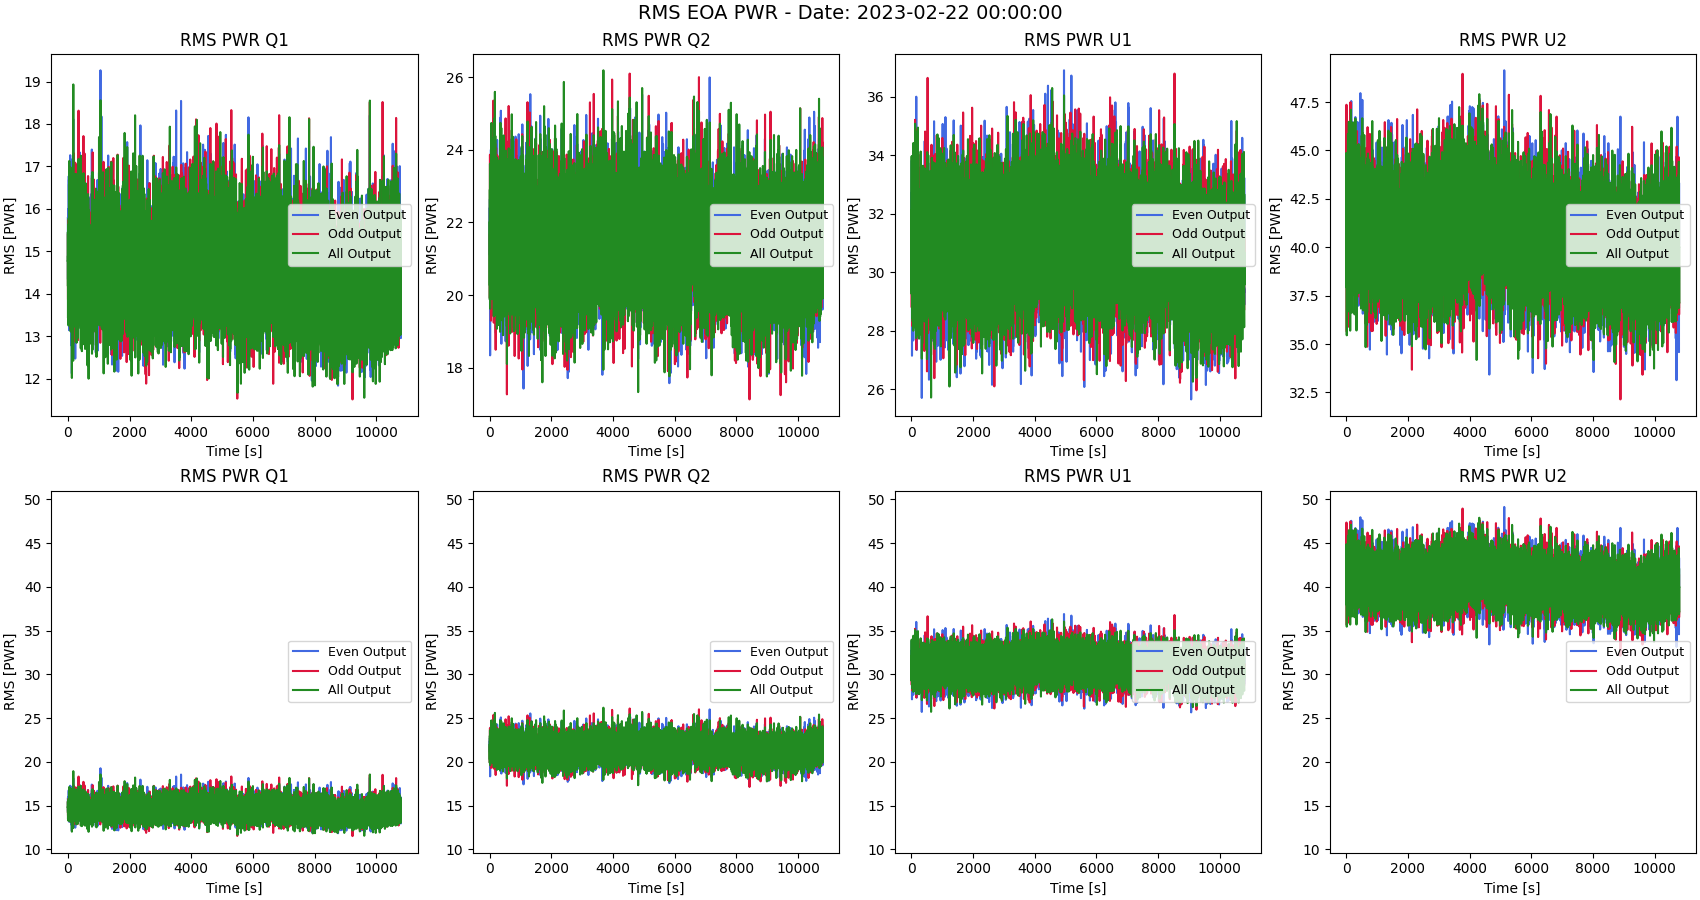 RMS EOA PWR - Date: 2023-02-22 00:00:00
RMS PWR Q1
RMS [PWR]
19
18
17
16
15
14
13
12
0 2000 4000 6000 8000 10000
Time [s]
Even Output
Odd Output
All Output
RMS PWR Q2
RMS [PWR]
26
24
22
20
18
0 2000 4000 6000 8000 10000
Time [s]
Even Output
Odd Output
All Output
RMS PWR U1
RMS [PWR]
36
34
32
30
28
26
0 2000 4000 6000 8000 10000
Time [s]
Even Output
Odd Output
All Output
RMS PWR U2
RMS [PWR]
47.5
45.0
42.5
40.0
37.5
35.0
32.5
0 2000 4000 6000 8000 10000
Time [s]
Even Output
Odd Output
All Output
RMS PWR Q1
RMS [PWR]
50
45
40
35
30
25
20
15
10
0 2000 4000 6000 8000 10000
Time [s]
Even Output
Odd Output
All Output
RMS PWR Q2
RMS [PWR]
50
45
40
35
30
25
20
15
10
0 2000 4000 6000 8000 10000
Time [s]
Even Output
Odd Output
All Output
RMS PWR U1
RMS [PWR]
50
45
40
35
30
25
20
15
10
0 2000 4000 6000 8000 10000
Time [s]
Even Output
Odd Output
All Output
RMS PWR U2
RMS [PWR]
50
45
40
35
30
25
20
15
10
0 2000 4000 6000 8000 10000
Time [s]
Even Output
Odd Output
All Output